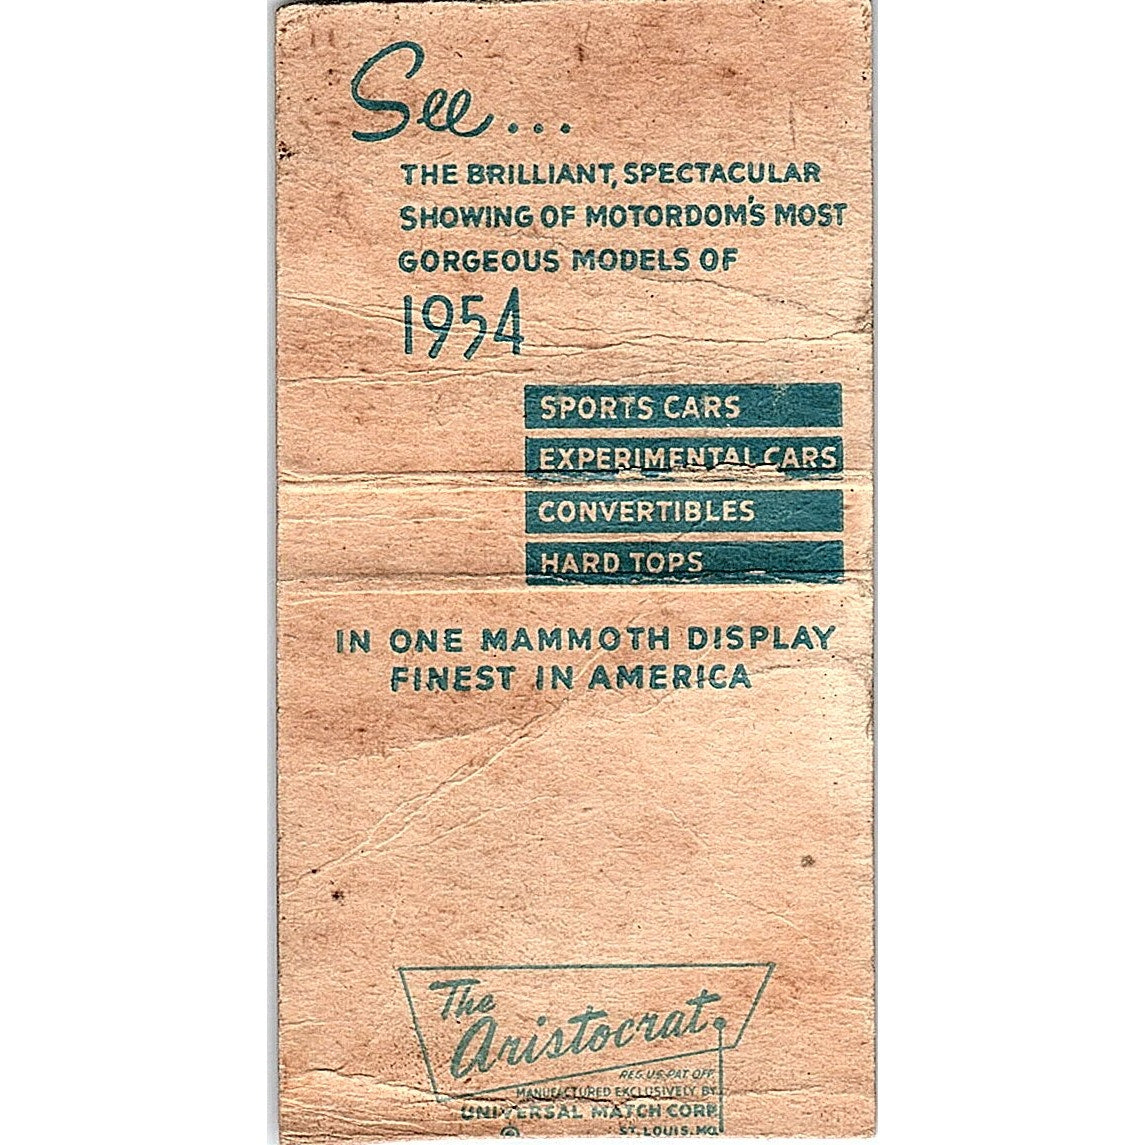 See...
THE BRILLIANT, SPECTACULAR
SHOWING OF MOTORDOM'S MOST
GORGEOUS MODELS OF
1954
SPORTS CARS
EXPERIMENTAL CARS
CONVERTIBLES
HARD TOPS
IN ONE MAMMOTH DISPLAY
FINEST IN AMERICA
The
Aristocrat
REG. U.S. PAT. OFF.
MANUFACTURED EXCLUSIVELY BY
UNIVERSAL MATCH CORP.
ST. LOUIS, MO.